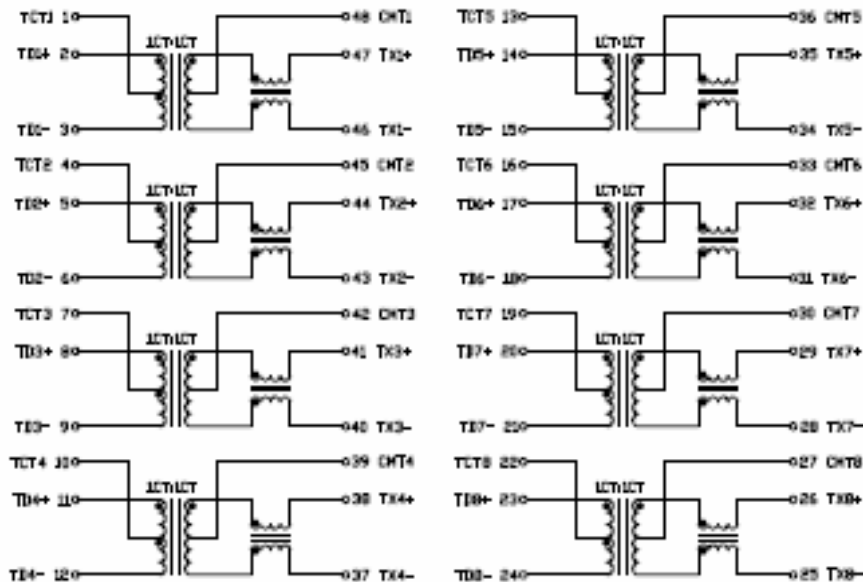 TCT1 1 48 CMT1 TCT5 13 36 CMT5
1CT:1CT 1CT:1CT
TD1+ 2 47 TX1+ TD5+ 14 35 TX5+
TD1- 3 46 TX1- TD5- 15 34 TX5-
TCT2 4 45 CMT2 TCT6 16 33 CMT6
1CT:1CT 1CT:1CT
TD2+ 5 44 TX2+ TD6+ 17 32 TX6+
TD2- 6 43 TX2- TD6- 18 31 TX6-
TCT3 7 42 CMT3 TCT7 19 30 CMT7
1CT:1CT 1CT:1CT
TD3+ 8 41 TX3+ TD7+ 20 29 TX7+
TD3- 9 40 TX3- TD7- 21 28 TX7-
TCT4 10 39 CMT4 TCT8 22 27 CMT8
1CT:1CT 1CT:1CT
TD4+ 11 38 TX4+ TD8+ 23 26 TX8+
TD4- 12 37 TX4- TD8- 24 25 TX8-